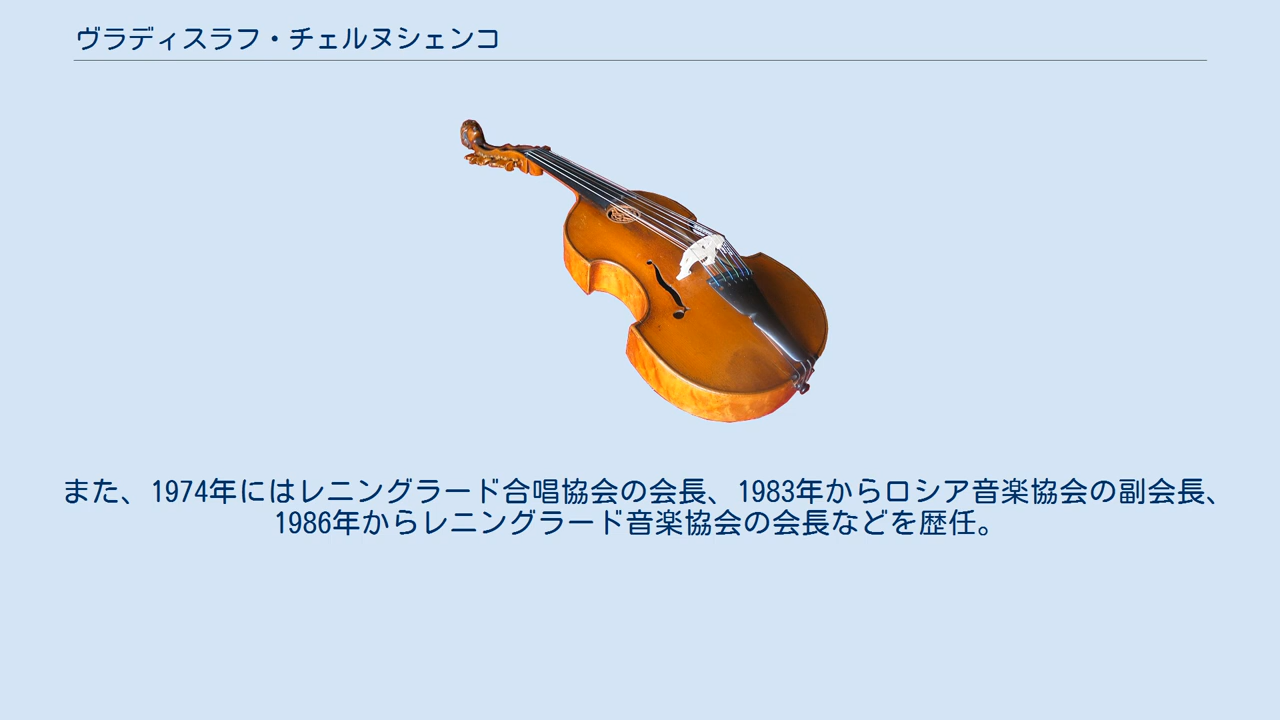 ヴラディスラフ・チェルヌシェンコ
また、1974年にはレニングラード合唱協会の会長、1983年からロシア音楽協会の副会長、
1986年からレニングラード音楽協会の会長などを歴任。